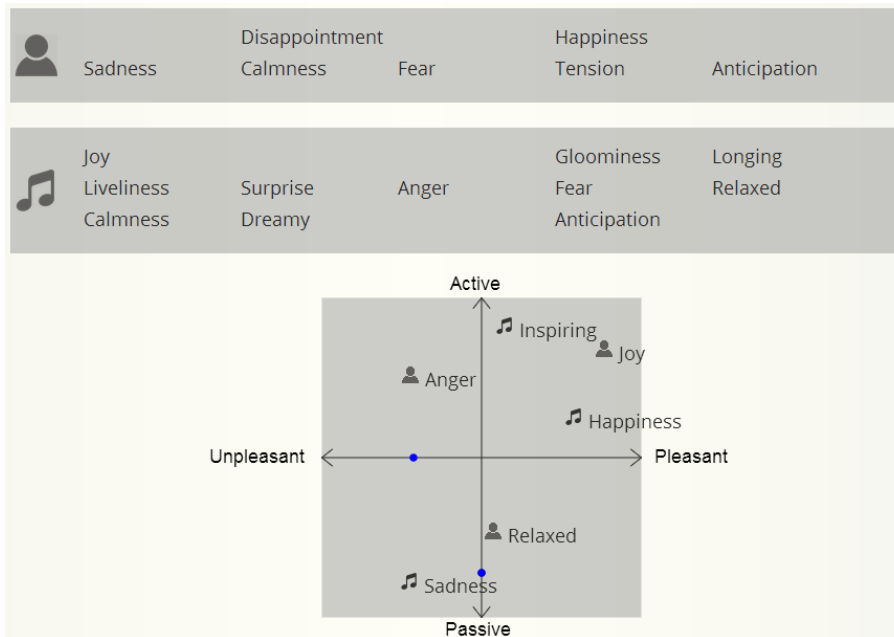 Disappointment Happiness
Sadness Calmness Fear Tension Anticipation
Joy Gloominess Longing
Liveliness Surprise Anger Fear Relaxed
Calmness Dreamy Anticipation
Active
Inspiring
Joy
Anger
Happiness
Unpleasant Pleasant
Relaxed
Sadness
Passive